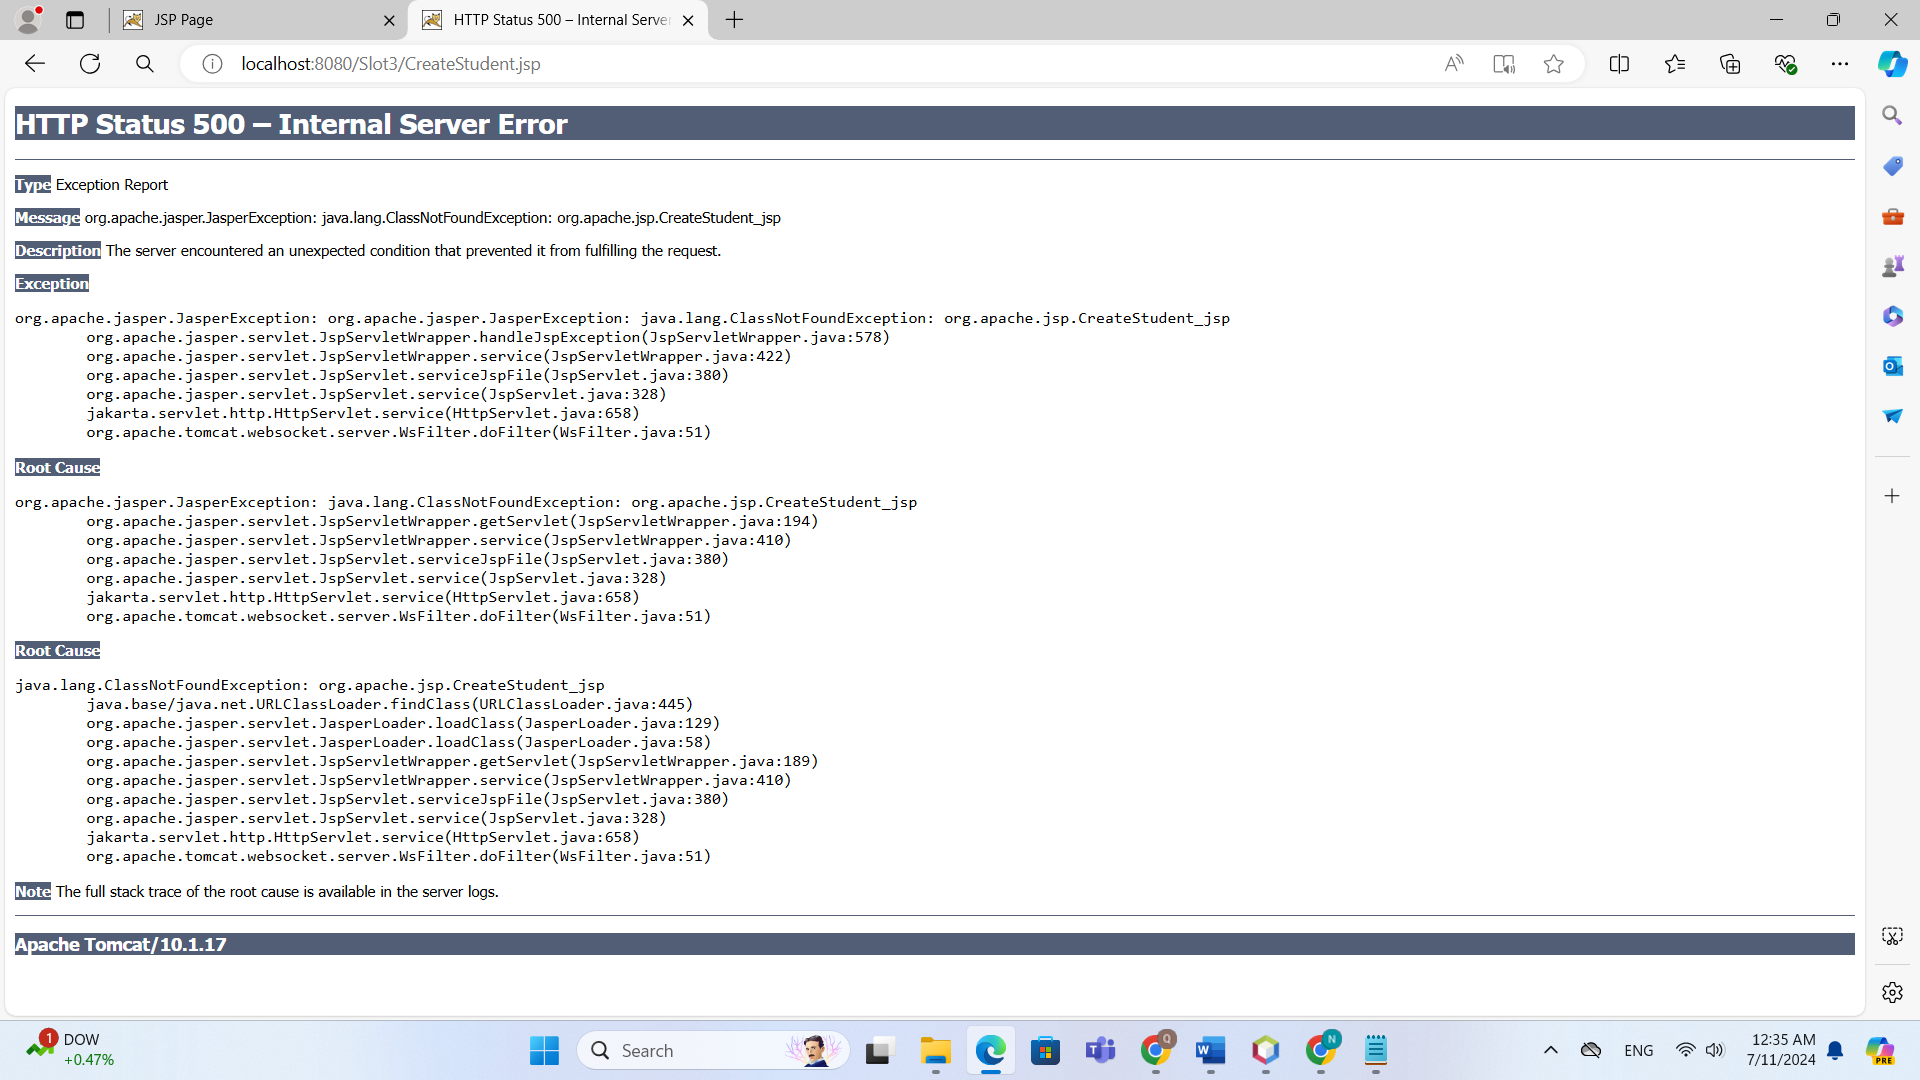 JSP Page
HTTP Status 500 – Internal Server
localhost:8080/Slot3/CreateStudent.jsp
HTTP Status 500 – Internal Server Error
Type Exception Report
Message org.apache.jasper.JasperException: java.lang.ClassNotFoundException: org.apache.jsp.CreateStudent_jsp
Description The server encountered an unexpected condition that prevented it from fulfilling the request.
Exception
org.apache.jasper.JasperException: org.apache.jasper.JasperException: java.lang.ClassNotFoundException: org.apache.jsp.CreateStudent_jsp
org.apache.jasper.servlet.JspServletWrapper.handleJspException(JspServletWrapper.java:578)
org.apache.jasper.servlet.JspServletWrapper.service(JspServletWrapper.java:422)
org.apache.jasper.servlet.JspServlet.serviceJspFile(JspServlet.java:380)
org.apache.jasper.servlet.JspServlet.service(JspServlet.java:328)
jakarta.servlet.http.HttpServlet.service(HttpServlet.java:658)
org.apache.tomcat.websocket.server.WsFilter.doFilter(WsFilter.java:51)
Root Cause
org.apache.jasper.JasperException: java.lang.ClassNotFoundException: org.apache.jsp.CreateStudent_jsp
org.apache.jasper.servlet.JspServletWrapper.getServlet(JspServletWrapper.java:194)
org.apache.jasper.servlet.JspServletWrapper.service(JspServletWrapper.java:410)
org.apache.jasper.servlet.JspServlet.serviceJspFile(JspServlet.java:380)
org.apache.jasper.servlet.JspServlet.service(JspServlet.java:328)
jakarta.servlet.http.HttpServlet.service(HttpServlet.java:658)
org.apache.tomcat.websocket.server.WsFilter.doFilter(WsFilter.java:51)
Root Cause
java.lang.ClassNotFoundException: org.apache.jsp.CreateStudent_jsp
java.base/java.net.URLClassLoader.findClass(URLClassLoader.java:445)
org.apache.jasper.servlet.JasperLoader.loadClass(JasperLoader.java:129)
org.apache.jasper.servlet.JasperLoader.loadClass(JasperLoader.java:58)
org.apache.jasper.servlet.JspServletWrapper.getServlet(JspServletWrapper.java:189)
org.apache.jasper.servlet.JspServletWrapper.service(JspServletWrapper.java:410)
org.apache.jasper.servlet.JspServlet.serviceJspFile(JspServlet.java:380)
org.apache.jasper.servlet.JspServlet.service(JspServlet.java:328)
jakarta.servlet.http.HttpServlet.service(HttpServlet.java:658)
org.apache.tomcat.websocket.server.WsFilter.doFilter(WsFilter.java:51)
Note The full stack trace of the root cause is available in the server logs.
Apache Tomcat/10.1.17
1 DOW
+0.47%
Search
Q
N
ENG
12:35 AM
7/11/2024
PRE